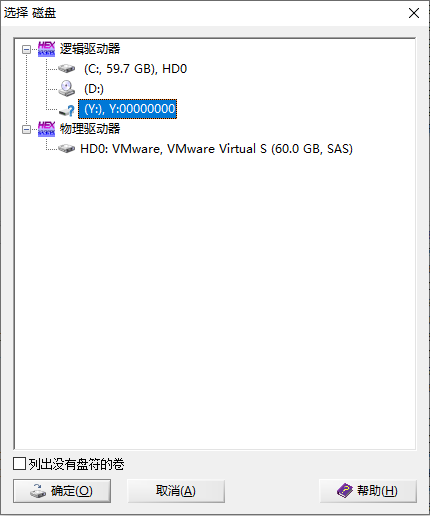 选择 磁盘
逻辑驱动器
(C:, 59.7 GB), HD0
(D:)
(Y:), Y:00000000
物理驱动器
HD0: VMware, VMware Virtual S (60.0 GB, SAS)
列出没有盘符的卷
确定(O) 取消(A) 帮助(H)